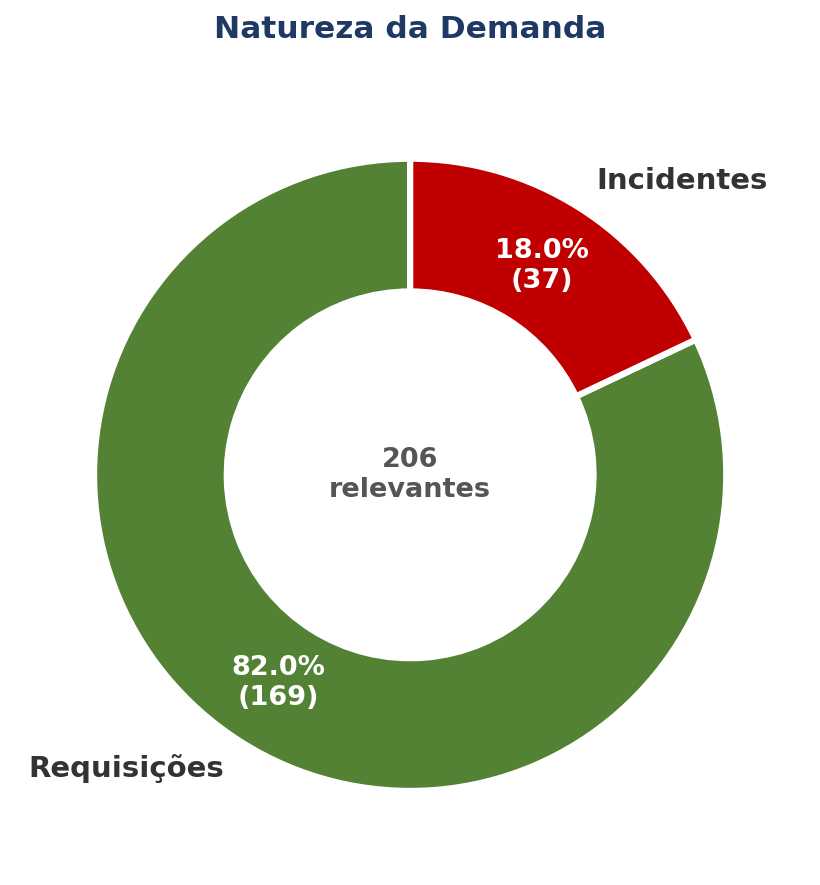 Natureza da Demanda
Incidentes
18.0%
(37)
206
relevantes
82.0%
(169)
Requisições